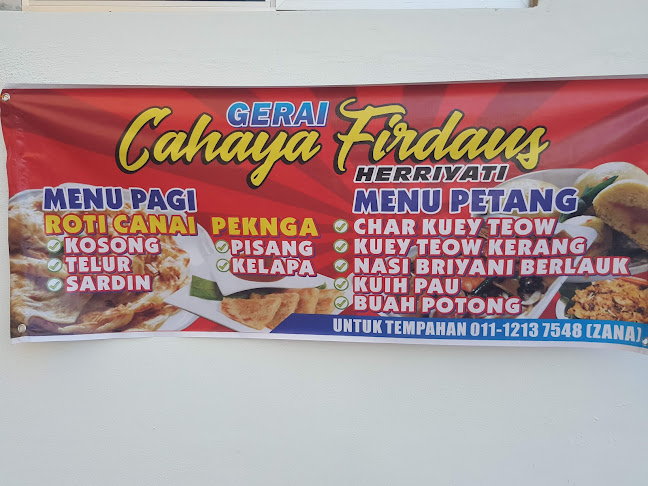 GERAI
Cahaya Firdaus
HERRIYATI
MENU PAGI
ROTI CANAI
KOSONG
TELUR
SARDIN
PEKNGA
PISANG
KELAPA
MENU PETANG
CHAR KUEY TEOW
KUEY TEOW KERANG
NASI BRIYANI BERLAUK
KUIH PAU
BUAH POTONG
UNTUK TEMPAHAN 011-1213 7548 (ZANA)